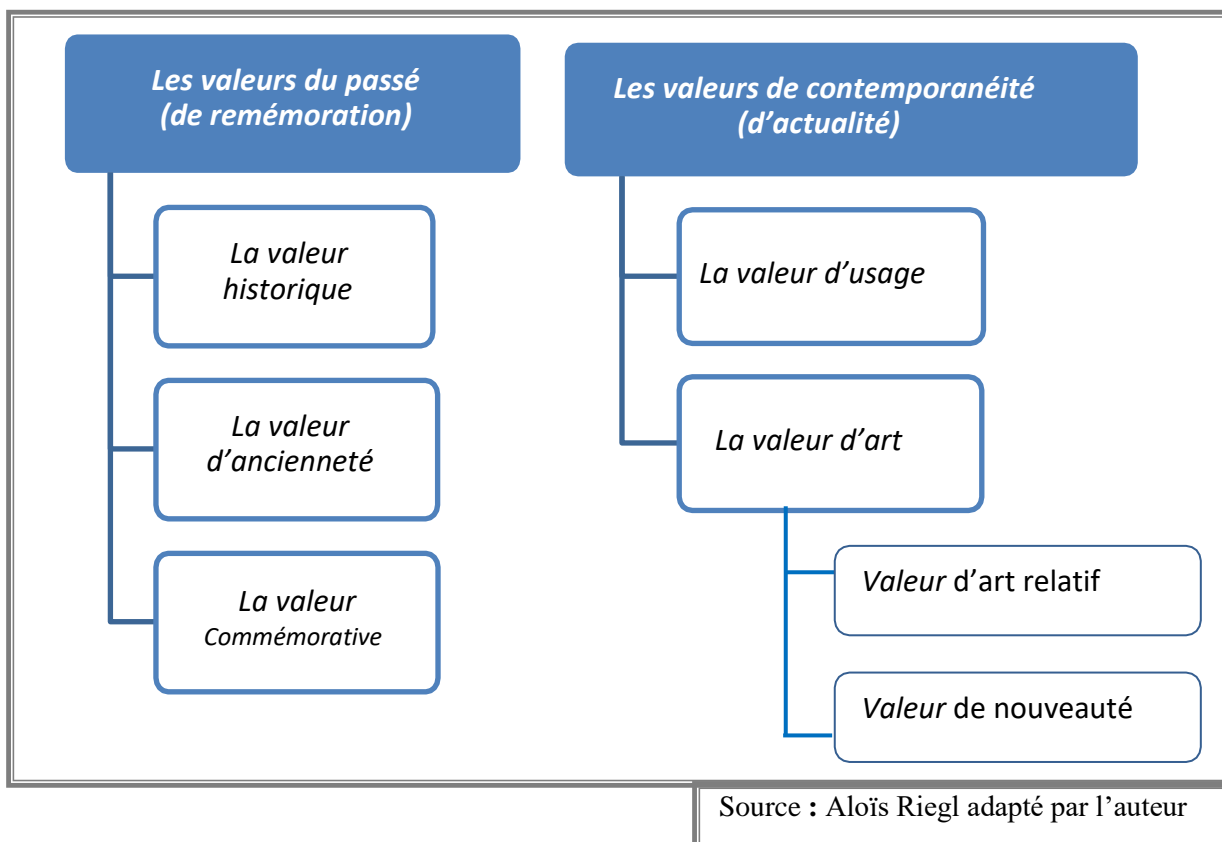 Les valeurs du passé
(de remémoration)
La valeur
historique
La valeur
d’ancienneté
La valeur
Commémorative
Les valeurs de contemporanéité
(d’actualité)
La valeur d’usage
La valeur d’art
Valeur d’art relatif
Valeur de nouveauté
Source : Aloïs Riegl adapté par l’auteur